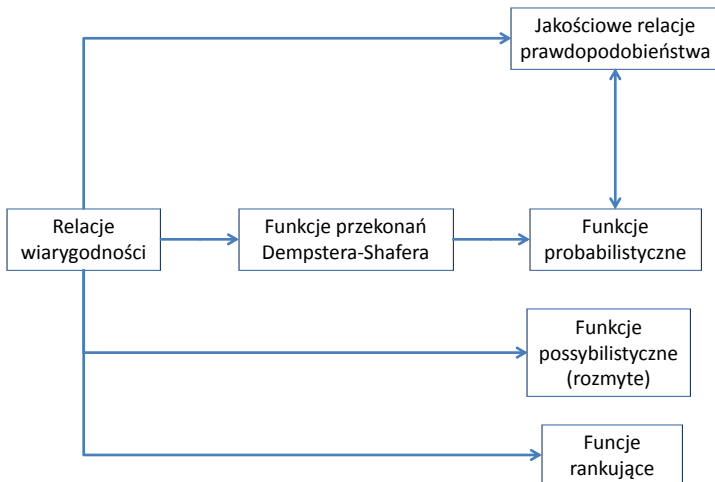 Jakościowe relacje
prawdopodobieństwa
Relacje
wiarygodności
Funkcje przekonań
Dempstera-Shafera
Funkcje
probabilistyczne
Funkcje
possybilistyczne
(rozmyte)
Funcje
rankujące